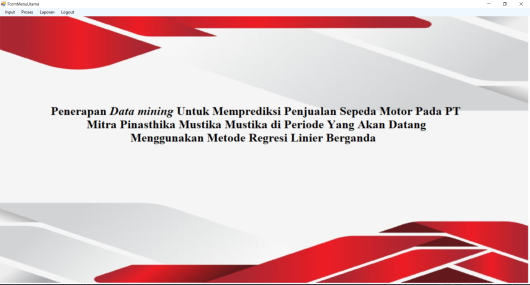 FormMenuUtama
Input Proses Laporan Logout
Penerapan Data mining Untuk Memprediksi Penjualan Sepeda Motor Pada PT
Mitra Pinasthika Mustika Mustika di Periode Yang Akan Datang
Menggunakan Metode Regresi Linier Berganda